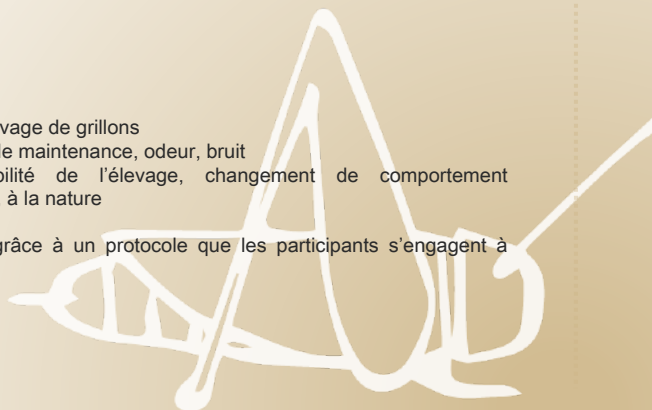 vage de grillons
le maintenance, odeur, bruit
bilité de l’élevage, changement de comportement
à la nature
grâce à un protocole que les participants s’engagent à